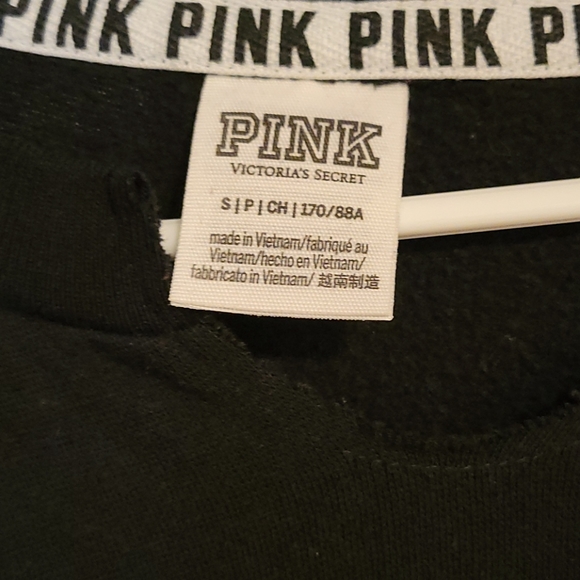 PINK PINK PINK P
PINK
VICTORIA'S SECRET
S|P|CH|170/88A
made in Vietnam/fabriqué au
Vietnam/hecho en Vietnam/
fabbricato in Vietnam/ 越南制造